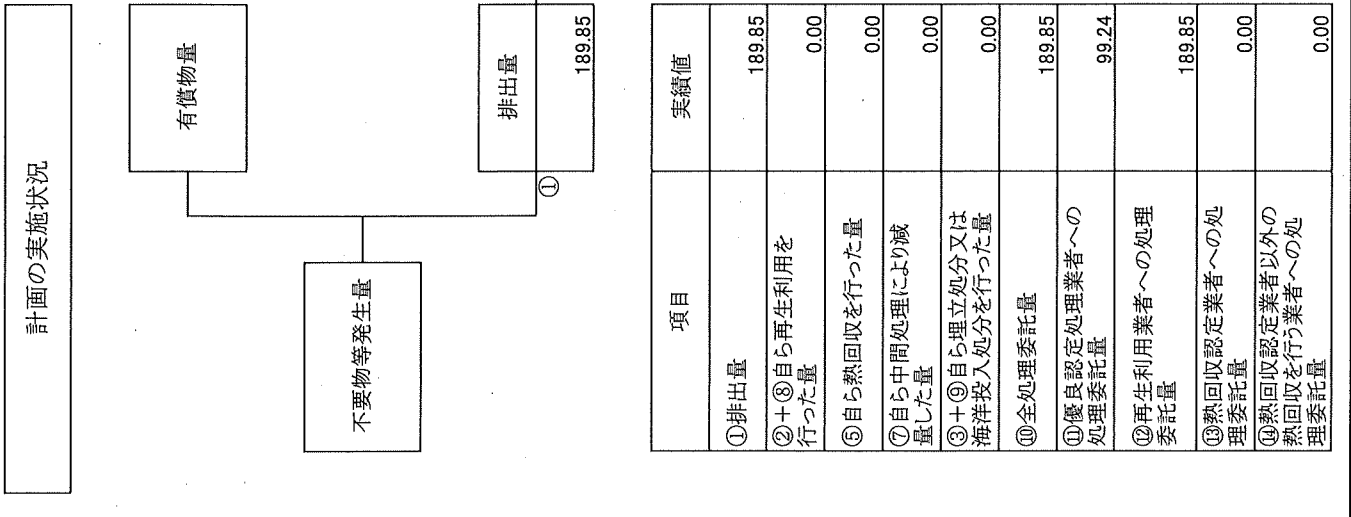 計画の実施状況
有償物量
不要物等発生量
①
排出量
189.85
項目
実績値
①排出量
189.85
②+⑧自ら再生利用を
行った量
0.00
⑤自ら熱回収を行った量
0.00
⑦自ら中間処理により減
量した量
0.00
③+⑨自ら埋立処分又は
海洋投入処分を行った量
0.00
⑩全処理委託量
189.85
⑪優良認定処理業者への
処理委託量
99.24
⑫再生利用業者への処理
委託量
189.85
⑬熱回収認定業者への処
理委託量
0.00
⑭熱回収認定業者以外の
熱回収を行う業者への処
理委託量
0.00